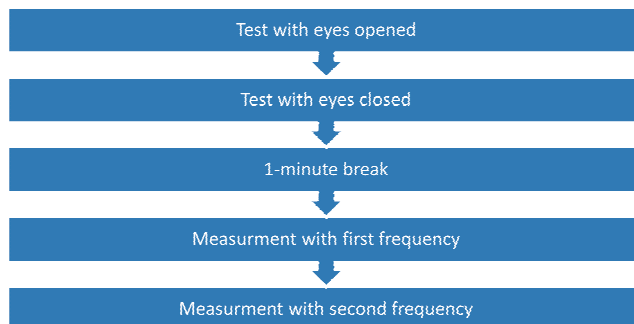 Test with eyes opened
Test with eyes closed
1-minute break
Measurment with first frequency
Measurment with second frequency